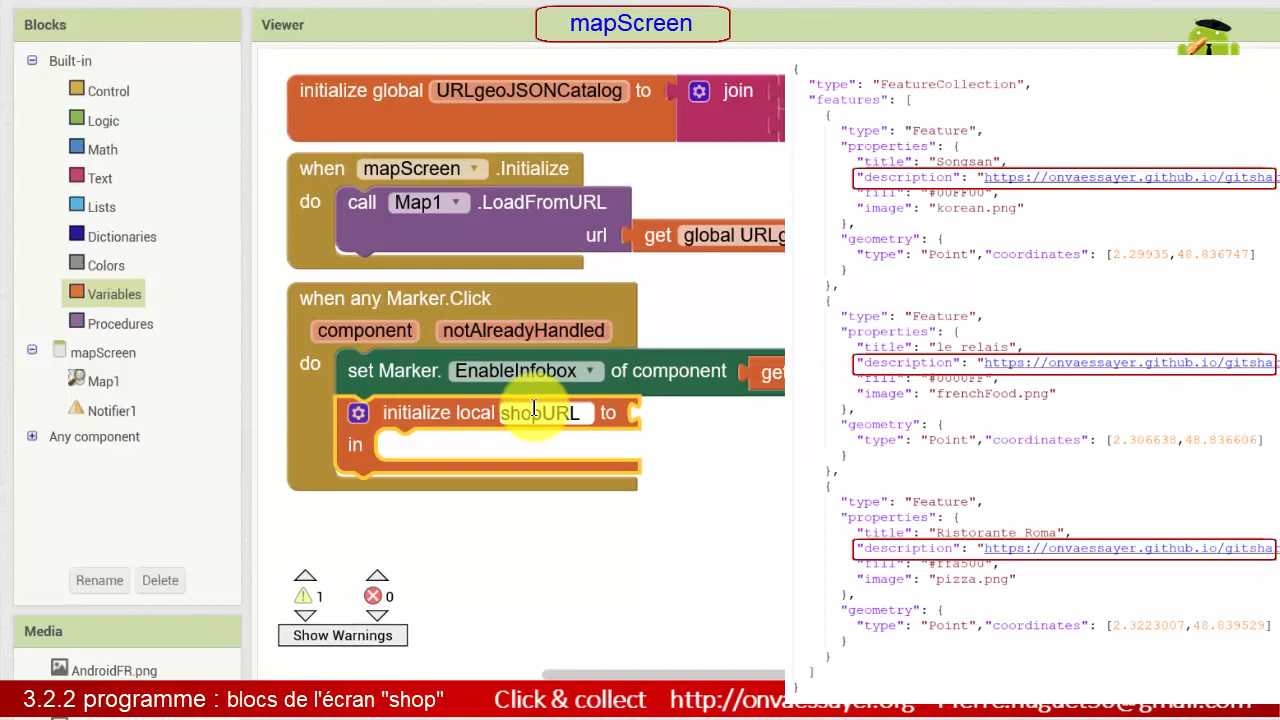 mapScreen
Blocks
Built-in
Control
Logic
Math
Text
Lists
Dictionaries
Colors
Variables
Procedures
mapScreen
Map1
Notifier1
Any component
Rename
Delete
Media
AndroidFR.png
Viewer
initialize global URLgeoJSONCatalog to join
when mapScreen .Initialize
do call Map1 .LoadFromURL
url get global URLg
when any Marker.Click
component notAlreadyHandled
do set Marker. EnableInfobox of component get
initialize local shopURL to
in
1 0
Show Warnings
{
"type": "FeatureCollection",
"features": [
{
"type": "Feature",
"properties": {
"title": "Songsan",
"description": "https://onvaessayer.github.io/gitsha
"fill": "#00FF00",
"image": "korean.png"
},
"geometry": {
"type": "Point","coordinates": [2.29935,48.836747]
}
},
{
"type": "Feature",
"properties": {
"title": "le relais",
"description": "https://onvaessayer.github.io/gitsha
"fill": "#0000FF",
"image": "frenchFood.png"
},
"geometry": {
"type": "Point","coordinates": [2.306638,48.836606]
}
},
{
"type": "Feature",
"properties": {
"title": "Ristorante Roma",
"description": "https://onvaessayer.github.io/gitsha
"fill": "#ffa500",
"image": "pizza.png"
},
"geometry": {
"type": "Point","coordinates": [2.3223007,48.839529]
}
}
]
}
3.2.2 programme : blocs de l'écran "shop" Click & collect http://onvaessayer.org